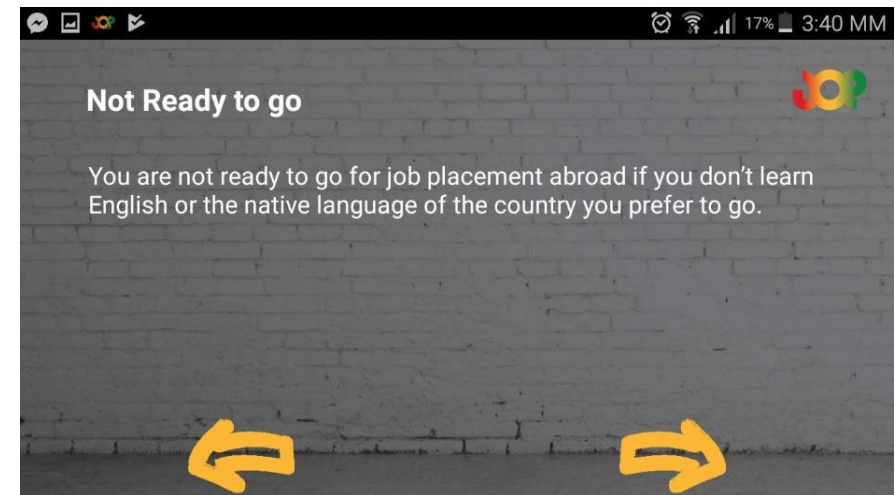 17% 3:40 MM
JOP
Not Ready to go
You are not ready to go for job placement abroad if you don’t learn
English or the native language of the country you prefer to go.